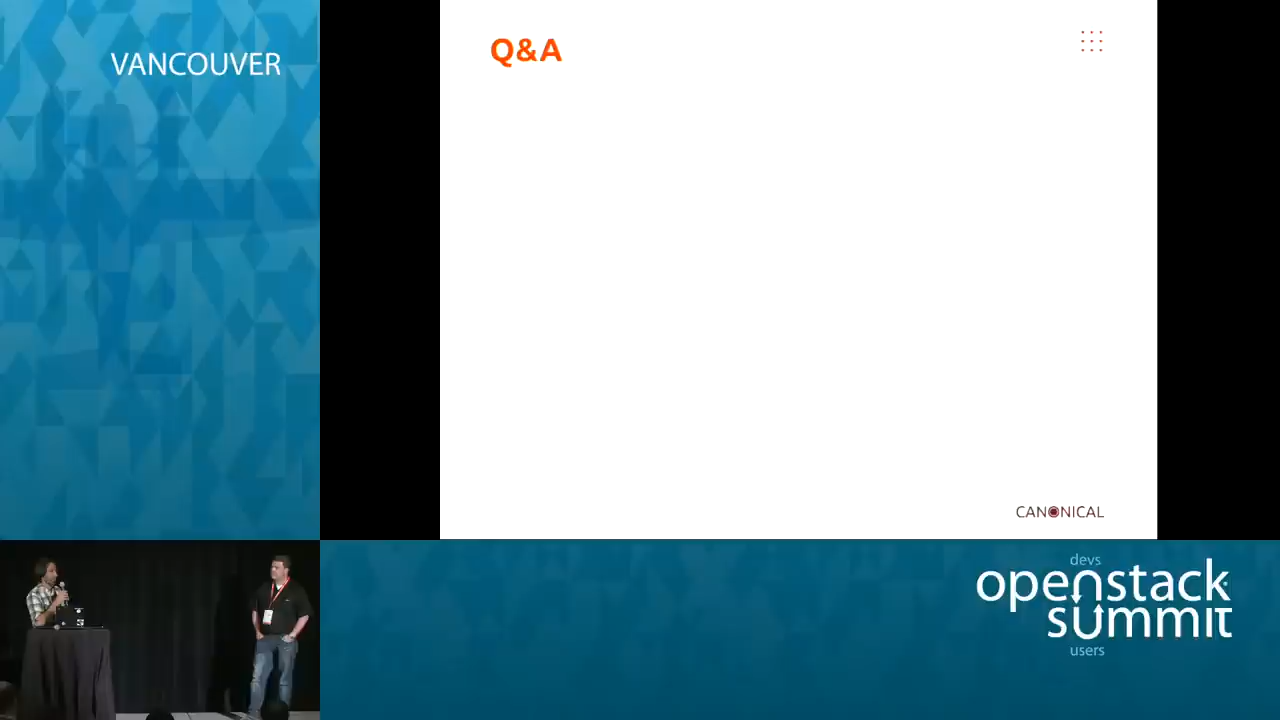 VANCOUVER
Q&A
CANONICAL
devs
openstack
summit
users